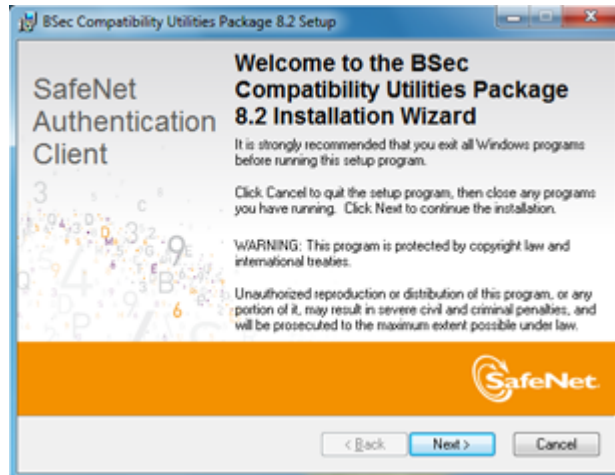 BSec Compatibility Utilities Package 8.2 Setup
SafeNet
Authentication
Client
Welcome to the BSec
Compatibility Utilities Package
8.2 Installation Wizard
It is strongly recommended that you exit all Windows programs
before running this setup program.
Click Cancel to quit the setup program, then close any programs
you have running. Click Next to continue the installation.
WARNING: This program is protected by copyright law and
international treaties.
Unauthorized reproduction or distribution of this program, or any
portion of it, may result in severe civil and criminal penalties, and
will be prosecuted to the maximum extent possible under law.
SafeNet.
< Back
Next >
Cancel